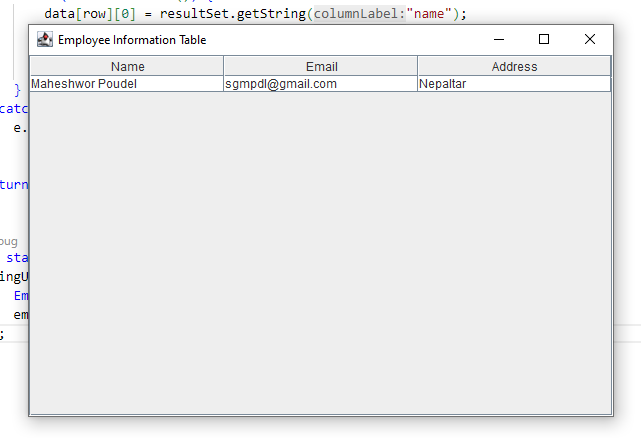 data[row][0] = resultSet.getString(columnLabel:"name");
Employee Information Table
Name Email Address
Maheshwor Poudel sgmpdl@gmail.com Nepaltar
}
catc
e.
turn
bug
sta
ingU
Em
em
;